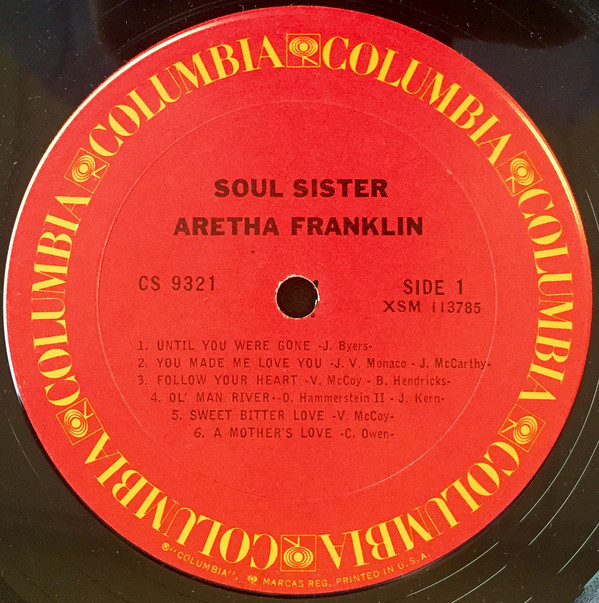 COLUMBIA COLUMBIA COLUMBIA COLUMBIA COLUMBIA COLUMBIA
SOUL SISTER
ARETHA FRANKLIN
CS 9321
SIDE 1
XSM 113785
1. UNTIL YOU WERE GONE -J. Byers-
2. YOU MADE ME LOVE YOU -J. V. Monaco - J. McCarthy-
3. FOLLOW YOUR HEART -V. McCoy - B. Hendricks-
4. OL' MAN RIVER -O. Hammerstein II - J. Kern-
5. SWEET BITTER LOVE -V. McCoy-
6. A MOTHER'S LOVE -C. Owen-
®"COLUMBIA", MARCAS REG. PRINTED IN U.S.A.